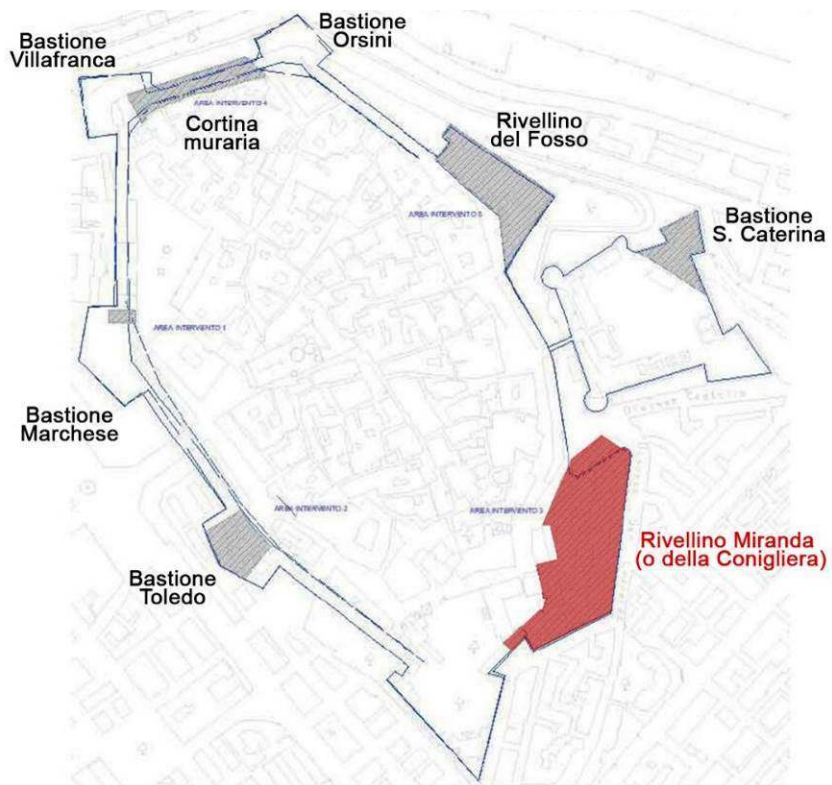 Bastione
Orsini
Bastione
Villafranca
AREA INTERVENTO 4
Cortina
muraria
Rivellino
del Fosso
AREA INTERVENTO 5
Bastione
S. Caterina
AREA INTERVENTO 1
Bastione
Marchese
AREA INTERVENTO 2
AREA INTERVENTO 3
Rivellino Miranda
(o della Conigliera)
Bastione
Toledo